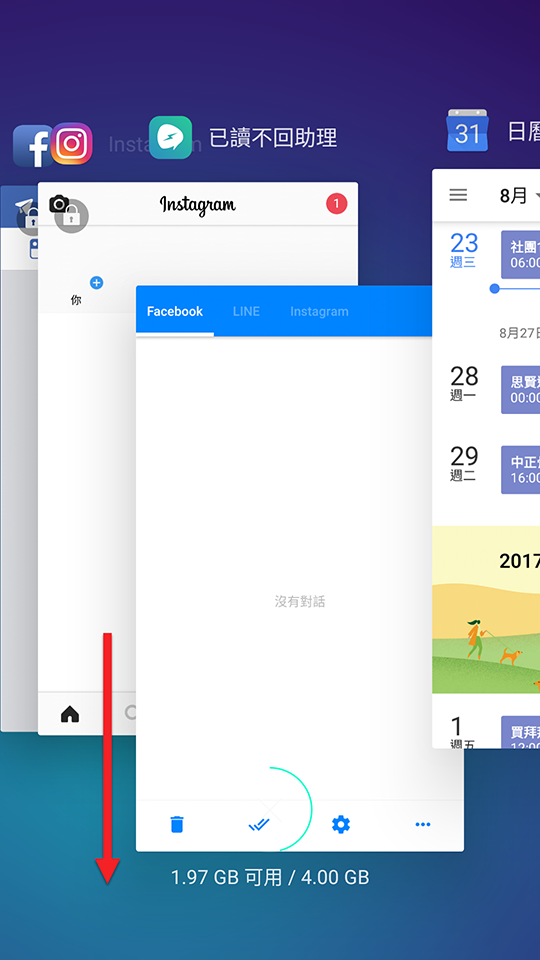 31
Instagram
已讀不回助理
日曆
Instagram
1
你
Facebook
LINE
Instagram
沒有對話
8月
23
週三
社團
06:00
8月27日
28
週一
思賢
00:00
29
週二
中正
16:00
2017
1
週五
買拜
12:00
1.97 GB 可用 / 4.00 GB